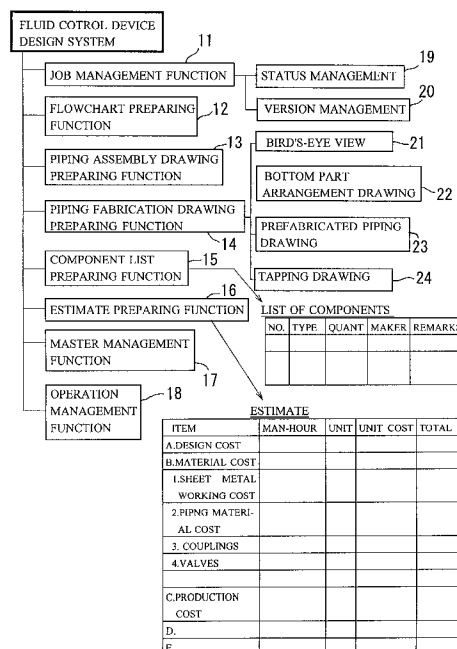 FLUID COTROL DEVICE
DESIGN SYSTEM
11
JOB MANAGEMENT FUNCTION
19
STATUS MANAGEMENT
20
VERSION MANAGEMENT
12
FLOWCHART PREPARING
FUNCTION
13
PIPING ASSEMBLY DRAWING
PREPARING FUNCTION
21
BIRD'S-EYE VIEW
BOTTOM PART
ARRANGEMENT DRAWING
22
PIPING FABRICATION DRAWING
PREPARING FUNCTION
14
PREFABRICATED PIPING
DRAWING
23
TAPPING DRAWING
24
15
COMPONENT LIST
PREPARING FUNCTION
16
ESTIMATE PREPARING FUNCTION
LIST OF COMPONENTS
NO. TYPE QUANT MAKER REMARKS
MASTER MANAGEMENT
FUNCTION
17
OPERATION
MANAGEMENT
FUNCTION
18
ESTIMATE
ITEM MAN-HOUR UNIT UNIT COST TOTAL
A.DESIGN COST
B.MATERIAL COST
1.SHEET METAL
WORKING COST
2.PIPNG MATERI-
AL COST
3. COUPLINGS
4.VALVES
C.PRODUCTION
COST
D.
E.